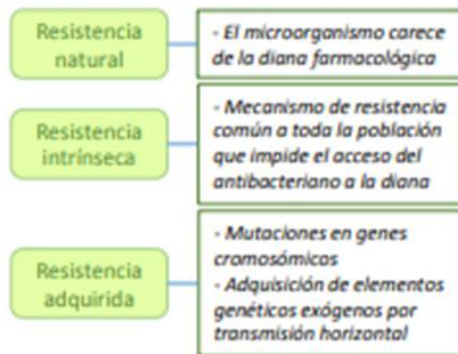 Resistencia
natural
- El microorganismo carece
de la diana farmacológica
Resistencia
intrínseca
- Mecanismo de resistencia
común a toda la población
que impide el acceso del
antibacteriano a la diana
Resistencia
adquirida
- Mutaciones en genes
cromosómicos
- Adquisición de elementos
genéticos exógenos por
transmisión horizontal